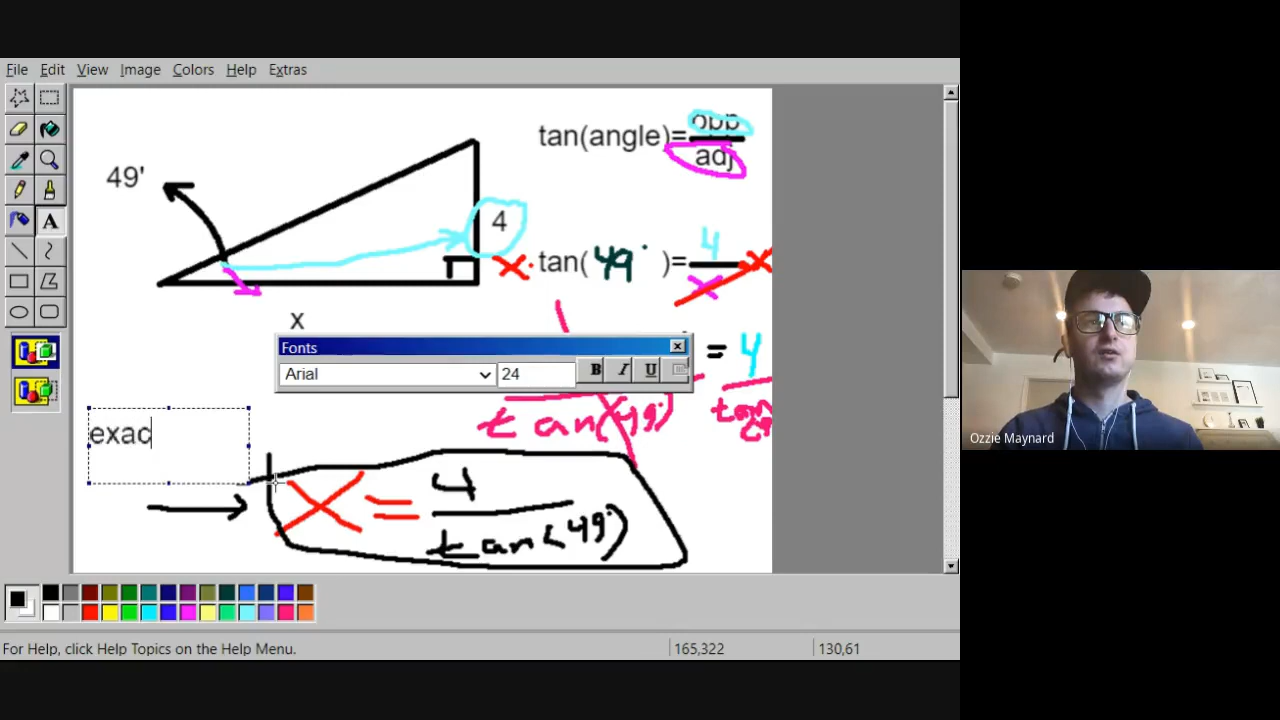 File Edit View Image Colors Help Extras
tan(angle)=opp
adj
49'
4
x· tan( 49° )= 4 x
x
x
Fonts
Arial 24 B I U
= 4
tan(49°)
exac
x = 4
tan(49°)
Ozzie Maynard
For Help, click Help Topics on the Help Menu. 165,322 130,61